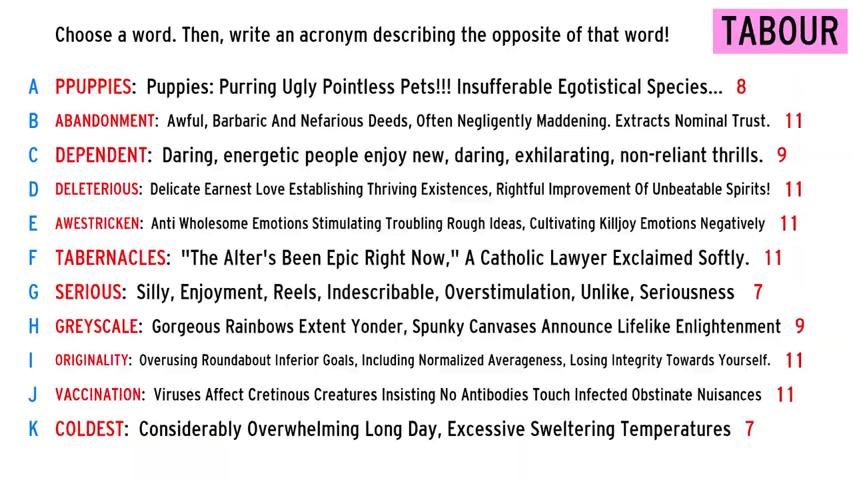 Choose a word. Then, write an acronym describing the opposite of that word!
TABOUR
A PPUPPIES: Puppies: Purring Ugly Pointless Pets!!! Insufferable Egotistical Species... 8
B ABANDONMENT: Awful, Barbaric And Nefarious Deeds, Often Negligently Maddening. Extracts Nominal Trust. 11
C DEPENDENT: Daring, energetic people enjoy new, daring, exhilarating, non-reliant thrills. 9
D DELETERIOUS: Delicate Earnest Love Establishing Thriving Existences, Rightful Improvement Of Unbeatable Spirits! 11
E AWESTRICKEN: Anti Wholesome Emotions Stimulating Troubling Rough Ideas, Cultivating Killjoy Emotions Negatively 11
F TABERNACLES: "The Alter's Been Epic Right Now," A Catholic Lawyer Exclaimed Softly. 11
G SERIOUS: Silly, Enjoyment, Reels, Indescribable, Overstimulation, Unlike, Seriousness 7
H GREYSCALE: Gorgeous Rainbows Extent Yonder, Spunky Canvases Announce Lifelike Enlightenment 9
I ORIGINALITY: Overusing Roundabout Inferior Goals, Including Normalized Averageness, Losing Integrity Towards Yourself. 11
J VACCINATION: Viruses Affect Cretinous Creatures Insisting No Antibodies Touch Infected Obstinate Nuisances 11
K COLDEST: Considerably Overwhelming Long Day, Excessive Sweltering Temperatures 7